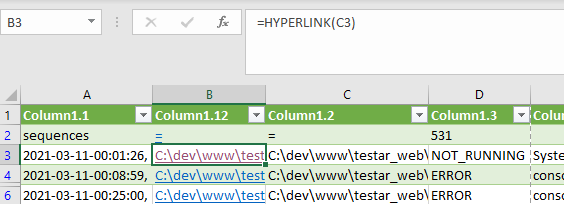 B3 fx =HYPERLINK(C3)
A B C D
1 Column1.1 Column1.12 Column1.2 Column1.3 Colum
2 sequences = = 531
3 2021-03-11-00:01:26, C:\dev\www\test C:\dev\www\testar_web\ NOT_RUNNING Syste
4 2021-03-11-00:08:59, C:\dev\www\test C:\dev\www\testar_web\ ERROR conso
6 2021-03-11-00:25:00, C:\dev\www\test C:\dev\www\testar_web\ ERROR conso